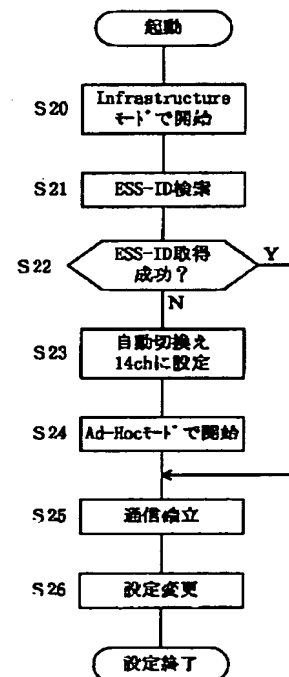 起動
S20
Infrastructure
モードで開始
S21
ESS-ID検索
S22
ESS-ID取得
成功？
Y
N
S23
自動切換え
14chに設定
S24
Ad-Hocモードで開始
S25
通信確立
S26
設定変更
設定終了